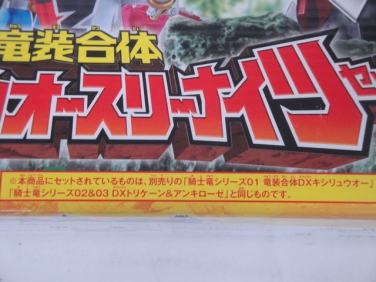 竜装合体
オースリーナイツセ
※本商品にセットされているものは、別売りの『騎士竜シリーズ01 竜装合体DXキシリュウオー』
『騎士竜シリーズ02&03 DXトリケーン&アンキローゼ』と同じものです。